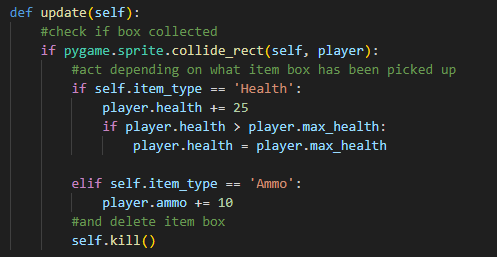 def update(self):
    #check if box collected
    if pygame.sprite.collide_rect(self, player):
        #act depending on what item box has been picked up
        if self.item_type == 'Health':
            player.health += 25
            if player.health > player.max_health:
                player.health = player.max_health

        elif self.item_type == 'Ammo':
            player.ammo += 10
        #and delete item box
        self.kill()